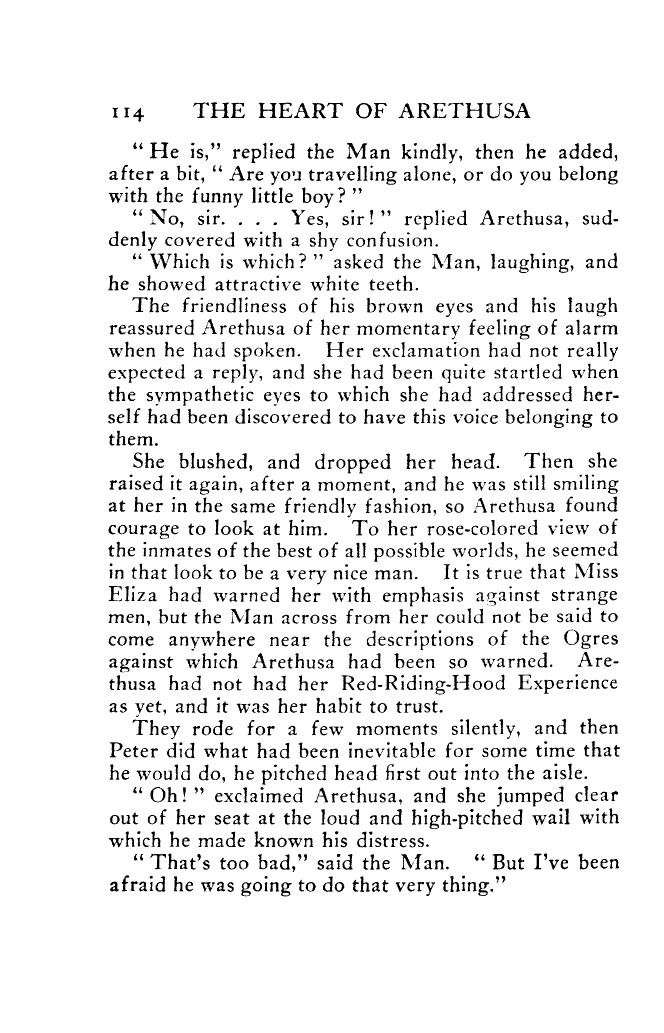 114 THE HEART OF ARETHUSA
“ He is,” replied the Man kindly, then he added,
after a bit, “ Are you travelling alone, or do you belong
with the funny little boy? ”
“ No, sir. . . . Yes, sir! ” replied Arethusa, sud-
denly covered with a shy confusion.
“ Which is which? ” asked the Man, laughing, and
he showed attractive white teeth.
The friendliness of his brown eyes and his laugh
reassured Arethusa of her momentary feeling of alarm
when he had spoken. Her exclamation had not really
expected a reply, and she had been quite startled when
the sympathetic eyes to which she had addressed her-
self had been discovered to have this voice belonging to
them.
She blushed, and dropped her head. Then she
raised it again, after a moment, and he was still smiling
at her in the same friendly fashion, so Arethusa found
courage to look at him. To her rose-colored view of
the inmates of the best of all possible worlds, he seemed
in that look to be a very nice man. It is true that Miss
Eliza had warned her with emphasis against strange
men, but the Man across from her could not be said to
come anywhere near the descriptions of the Ogres
against which Arethusa had been so warned. Are-
thusa had not had her Red-Riding-Hood Experience
as yet, and it was her habit to trust.
They rode for a few moments silently, and then
Peter did what had been inevitable for some time that
he would do, he pitched head first out into the aisle.
“ Oh! ” exclaimed Arethusa, and she jumped clear
out of her seat at the loud and high-pitched wail with
which he made known his distress.
“ That's too bad,” said the Man. “ But I've been
afraid he was going to do that very thing.”